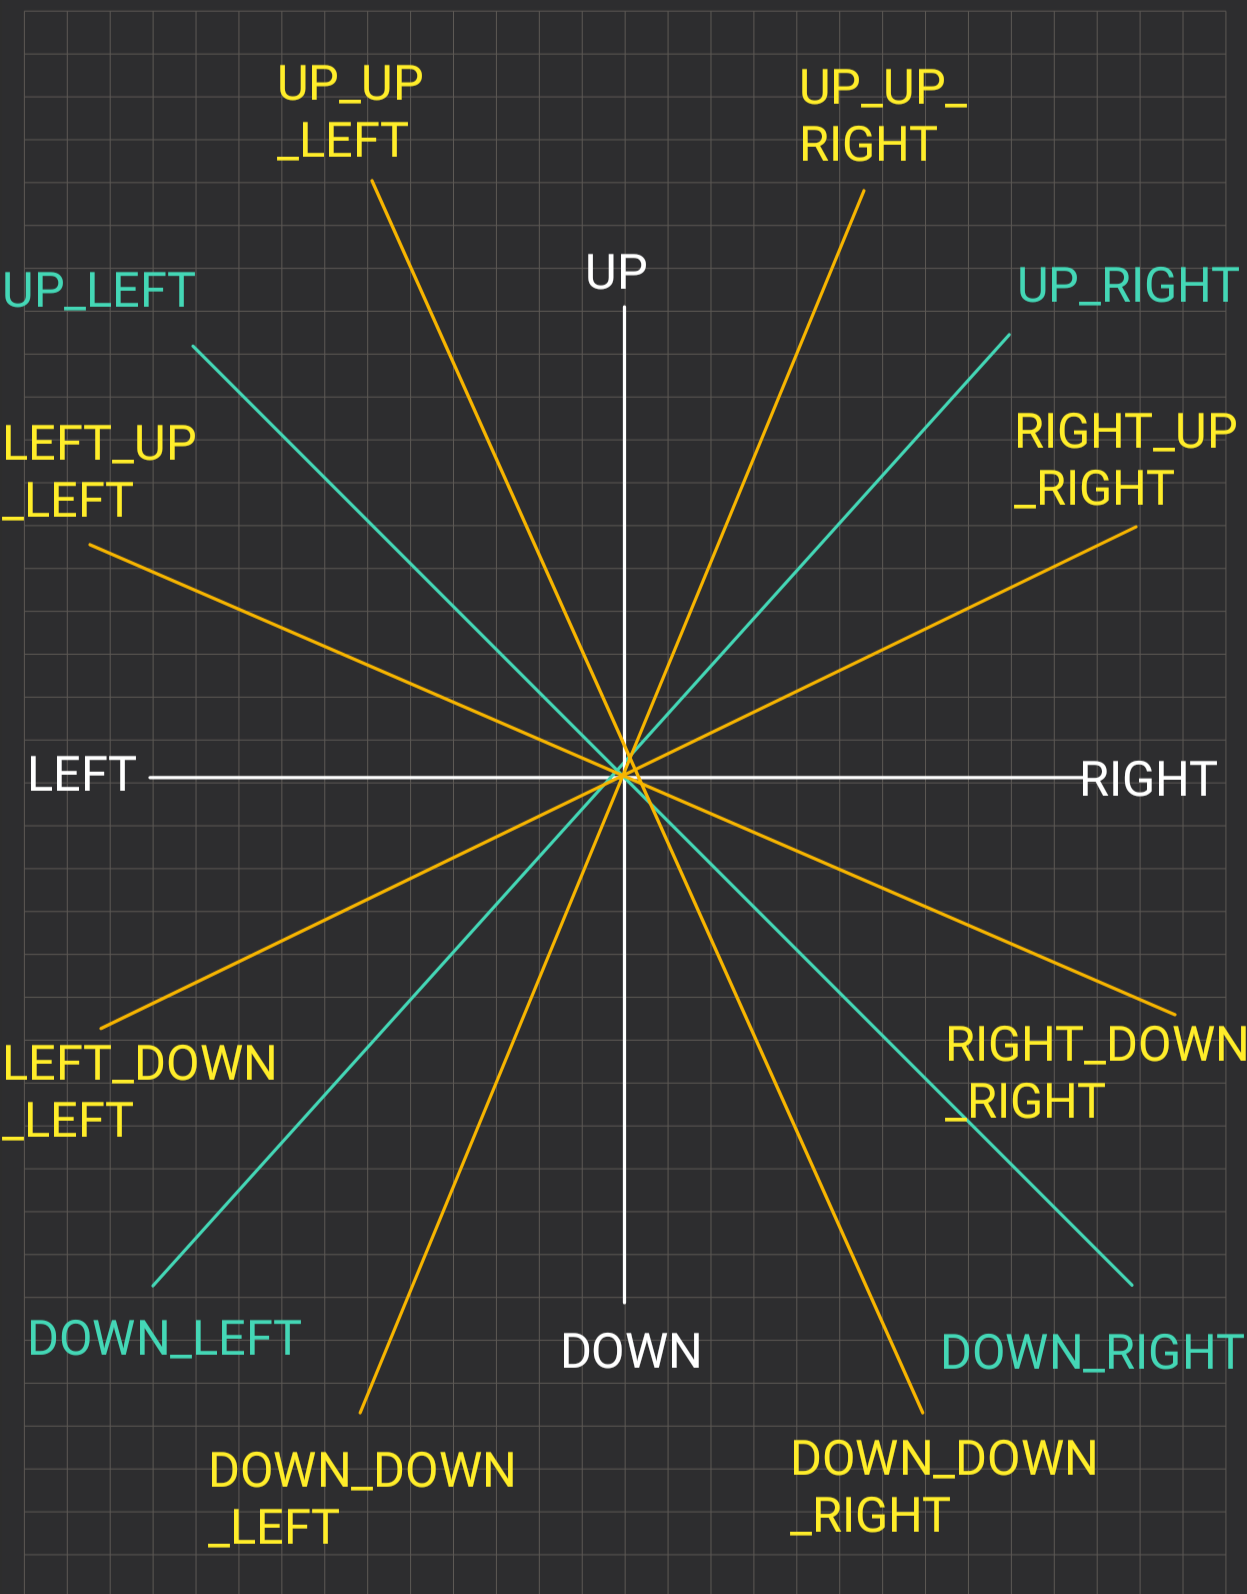 UP_UP
_LEFT
UP_UP_
RIGHT
UP
UP_LEFT
UP_RIGHT
LEFT_UP
_LEFT
RIGHT_UP
_RIGHT
LEFT
RIGHT
LEFT_DOWN
_LEFT
RIGHT_DOWN
_RIGHT
DOWN_LEFT
DOWN
DOWN_RIGHT
DOWN_DOWN
_LEFT
DOWN_DOWN
_RIGHT